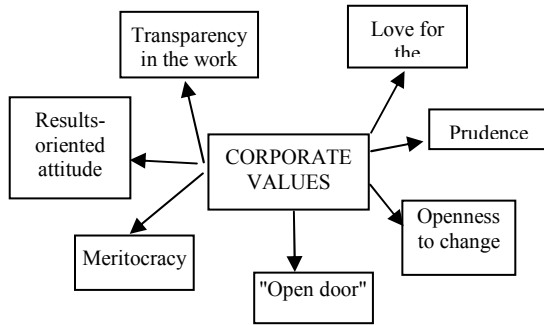 Transparency
in the work
Love for
the
Results-
oriented
attitude
CORPORATE
VALUES
Prudence
Meritocracy
Openness
to change
"Open door"